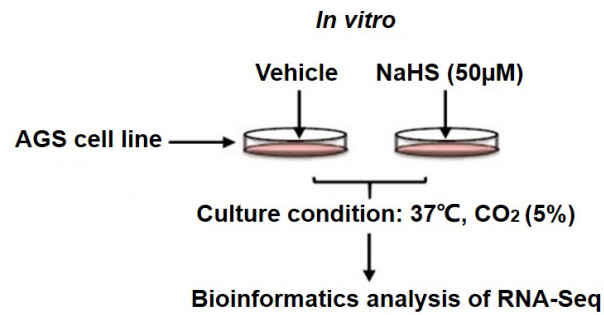 In vitro
Vehicle NaHS (50μM)
AGS cell line
Culture condition: 37℃, CO₂ (5%)
Bioinformatics analysis of RNA-Seq